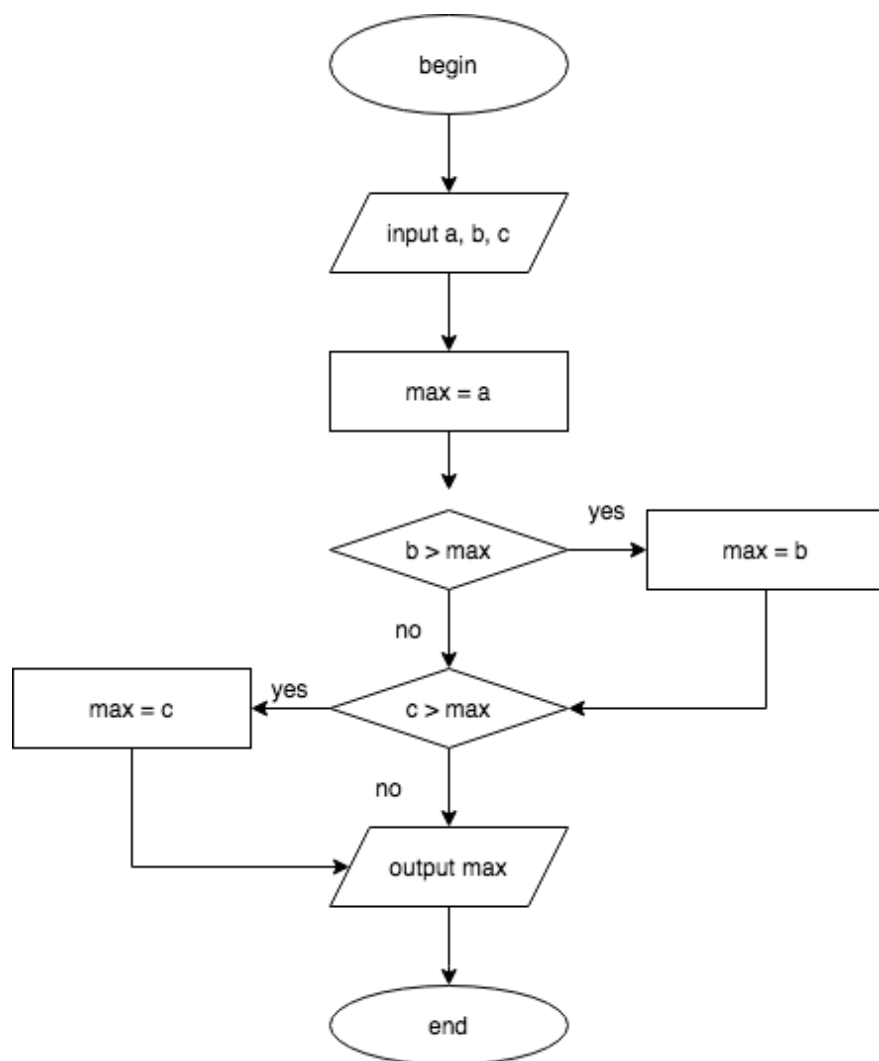 begin
input a, b, c
max = a
b > max
yes
max = b
no
c > max
yes
max = c
no
output max
end